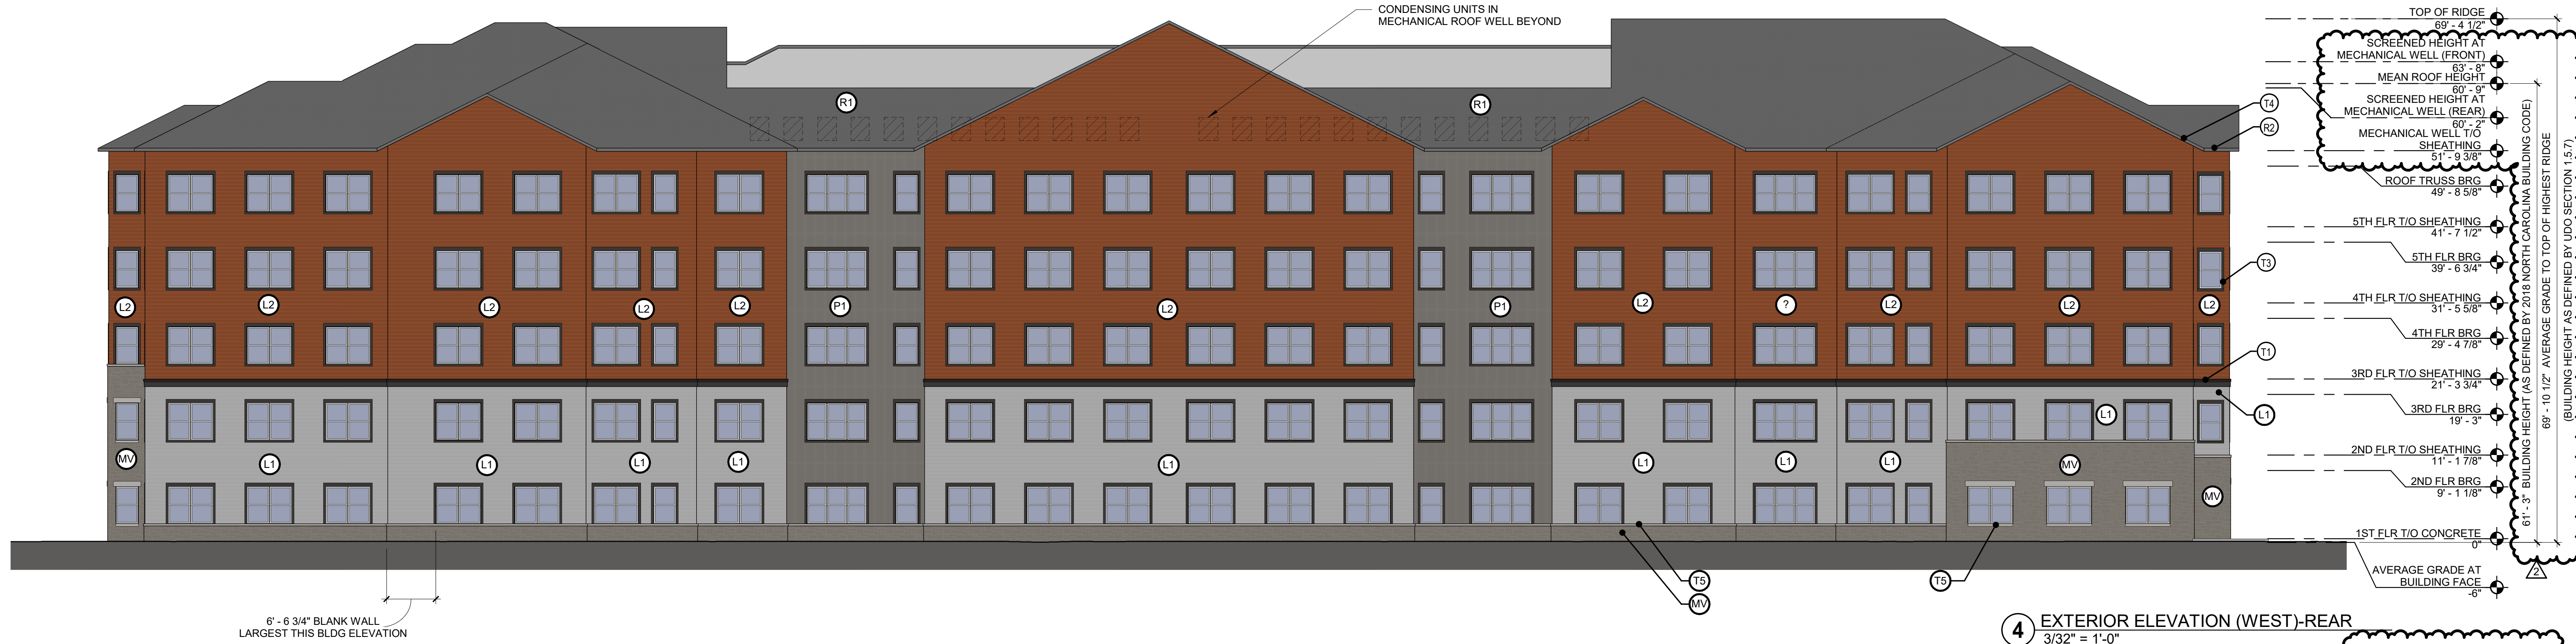 CONDENSING UNITS IN
MECHANICAL ROOF WELL BEYOND
R1
R1
T4
R2
T3
L2
L2
L2
L2
L2
P1
L2
P1
L2
?
L2
L2
L2
T1
L1
L1
MV
L1
L1
L1
L1
L1
L1
L1
L1
MV
MV
T5
MV
T5
6' - 6 3/4" BLANK WALL
LARGEST THIS BLDG ELEVATION
TOP OF RIDGE
69' - 4 1/2"
SCREENED HEIGHT AT
MECHANICAL WELL (FRONT)
63' - 8"
MEAN ROOF HEIGHT
60' - 9"
SCREENED HEIGHT AT
MECHANICAL WELL (REAR)
60' - 2"
MECHANICAL WELL T/O
SHEATHING
51' - 9 3/8"
ROOF TRUSS BRG
49' - 8 5/8"
5TH FLR T/O SHEATHING
41' - 7 1/2"
5TH FLR BRG
39' - 6 3/4"
4TH FLR T/O SHEATHING
31' - 5 5/8"
4TH FLR BRG
29' - 4 7/8"
3RD FLR T/O SHEATHING
21' - 3 3/4"
3RD FLR BRG
19' - 3"
2ND FLR T/O SHEATHING
11' - 1 7/8"
2ND FLR BRG
9' - 1 1/8"
1ST FLR T/O CONCRETE
0"
AVERAGE GRADE AT
BUILDING FACE
-6"
61' - 3" BUILDING HEIGHT (AS DEFINED BY 2018 NORTH CAROLINA BUILDING CODE)
69' - 10 1/2" AVERAGE GRADE TO TOP OF HIGHEST RIDGE
(BUILDING HEIGHT AS DEFINED BY UDO SECTION 1.5.7)
2
4 EXTERIOR ELEVATION (WEST)-REAR
3/32" = 1'-0"